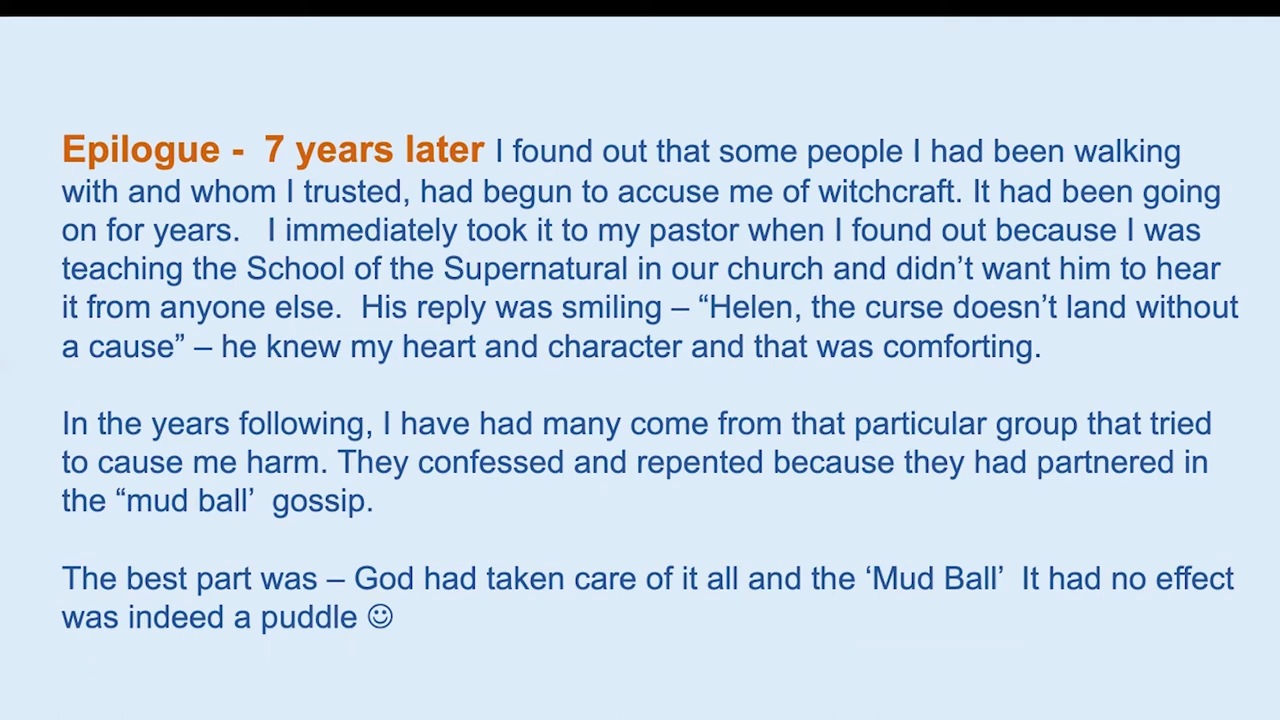 Epilogue -  7 years later I found out that some people I had been walking
with and whom I trusted, had begun to accuse me of witchcraft. It had been going
on for years.   I immediately took it to my pastor when I found out because I was
teaching the School of the Supernatural in our church and didn’t want him to hear
it from anyone else.  His reply was smiling – “Helen, the curse doesn’t land without
a cause” – he knew my heart and character and that was comforting.
In the years following, I have had many come from that particular group that tried
to cause me harm. They confessed and repented because they had partnered in
the “mud ball’  gossip.
The best part was – God had taken care of it all and the ‘Mud Ball’  It had no effect
was indeed a puddle ☺